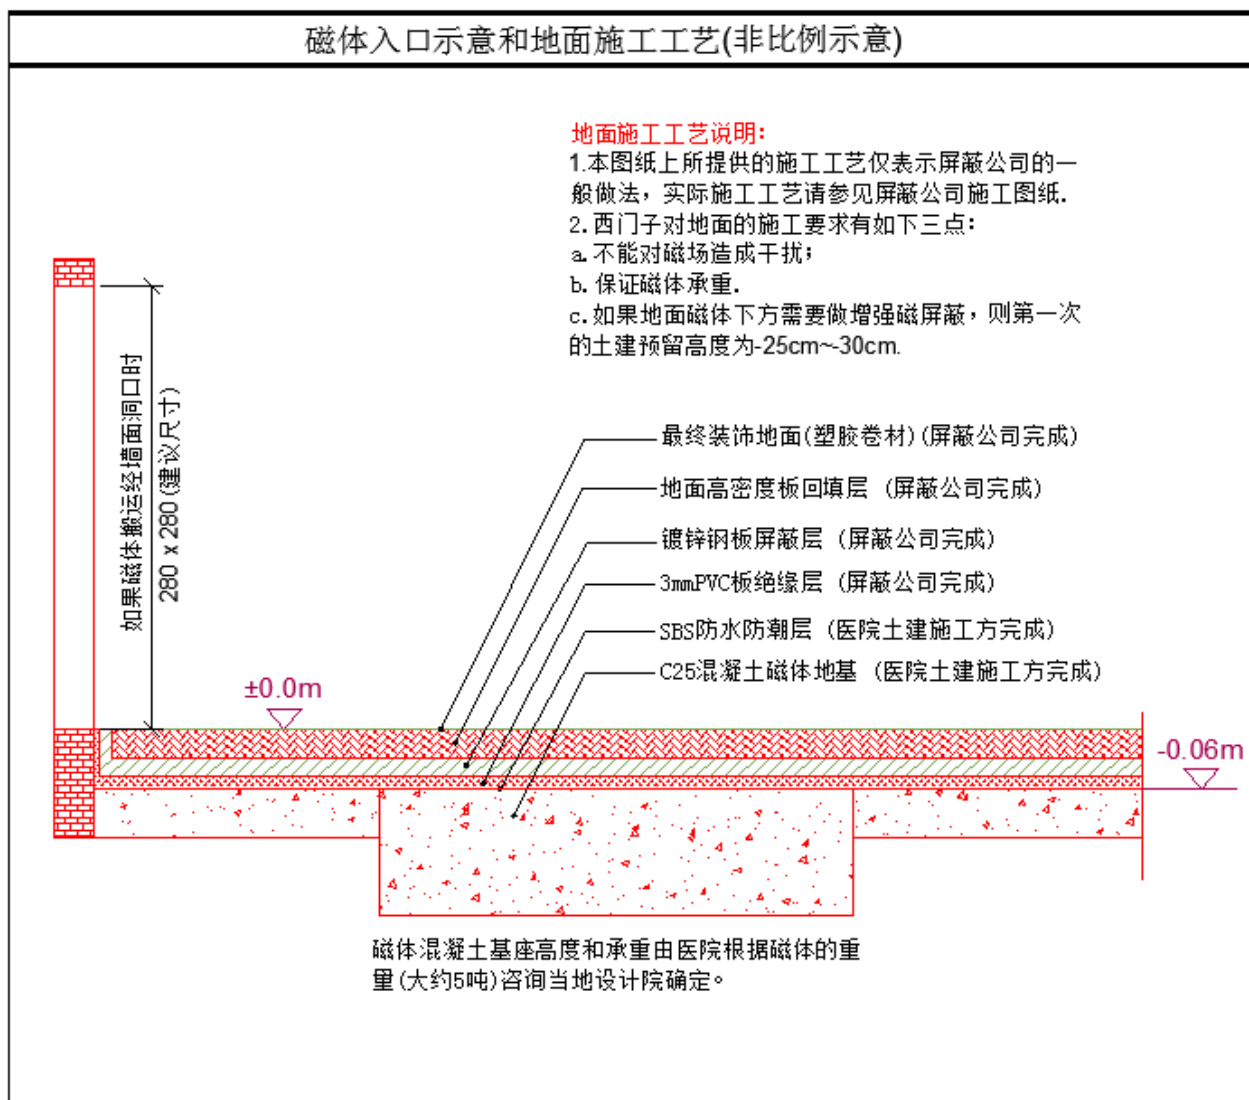 磁体入口示意和地面施工工艺(非比例示意)
地面施工工艺说明:
1.本图纸上所提供的施工工艺仅表示屏蔽公司的一
般做法，实际施工工艺请参见屏蔽公司施工图纸.
2.西门子对地面的施工要求有如下三点:
a.不能对磁场造成干扰;
b.保证磁体承重.
c.如果地面磁体下方需要做增强磁屏蔽，则第一次
的土建预留高度为-25cm~-30cm.
如果磁体搬运经墙面洞口时
280 x 280(建议尺寸)
最终装饰地面(塑胶卷材)(屏蔽公司完成)
地面高密度板回填层 (屏蔽公司完成)
镀锌钢板屏蔽层 (屏蔽公司完成)
3mmPVC板绝缘层 (屏蔽公司完成)
SBS防水防潮层 (医院土建施工方完成)
C25混凝土磁体地基 (医院土建施工方完成)
±0.0m
-0.06m
磁体混凝土基座高度和承重由医院根据磁体的重
量(大约5吨)咨询当地设计院确定。